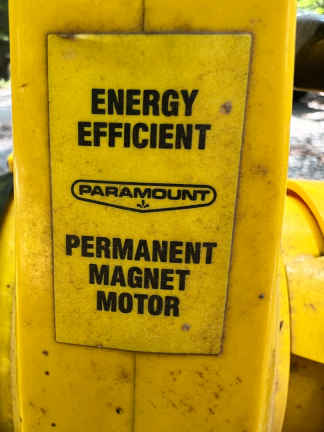 ENERGY
EFFICIENT
PARAMOUNT
PERMANENT
MAGNET
MOTOR